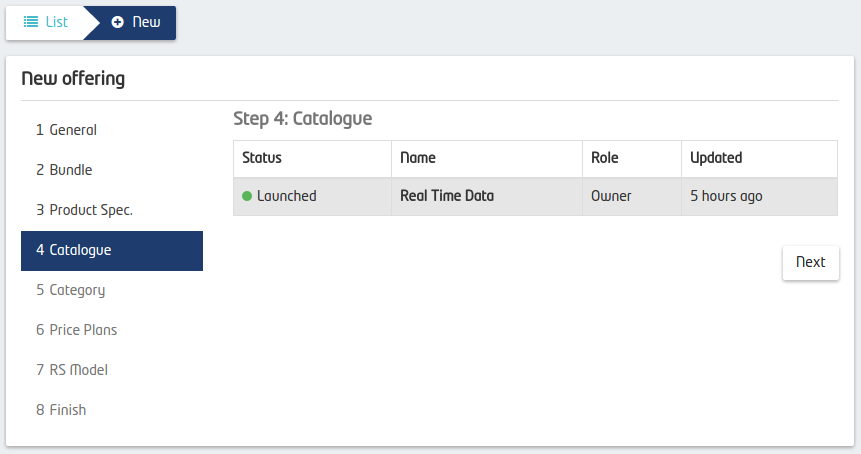 List New
New offering
1 General
2 Bundle
3 Product Spec.
4 Catalogue
5 Category
6 Price Plans
7 RS Model
8 Finish
Step 4: Catalogue
Status Name Role Updated
Launched Real Time Data Owner 5 hours ago
Next